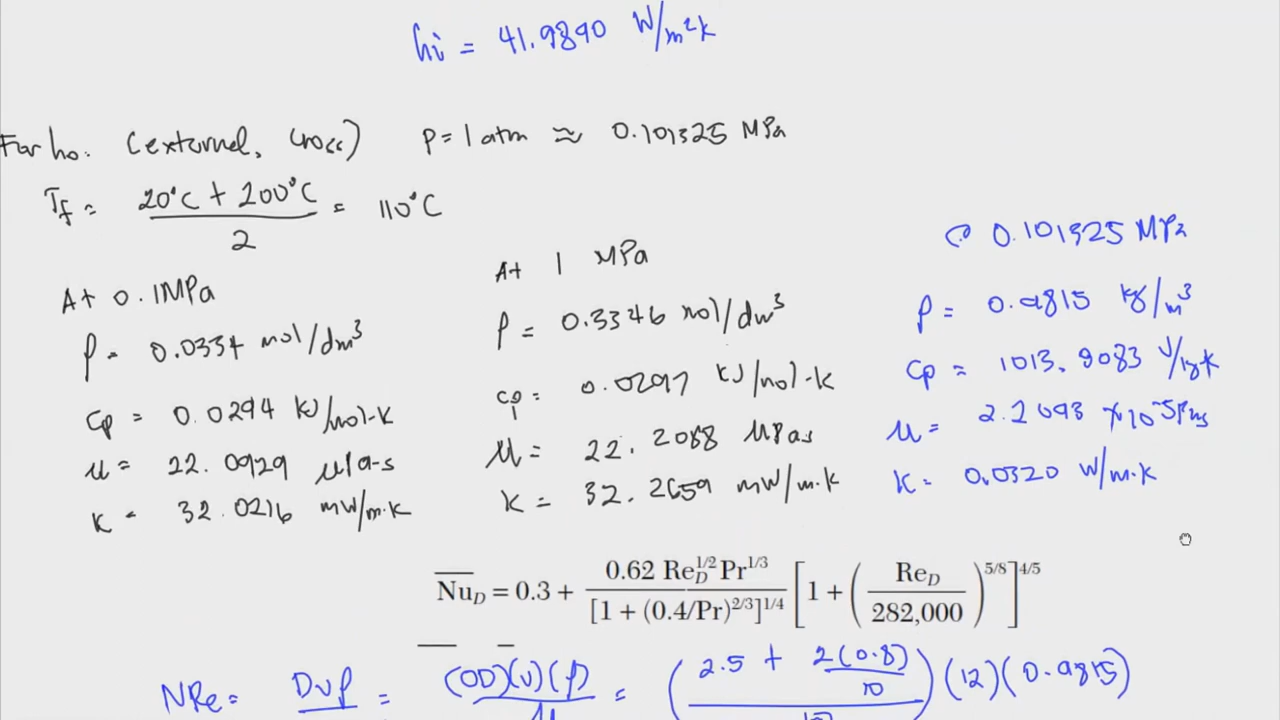 hi = 41.9890 W/m²k
For ho: (external, cross) P = 1 atm ≈ 0.101325 MPa
Tf = (20°C + 200°C)/2 = 110°C
At 0.1MPa
ρ = 0.0334 mol/dm³
Cp = 0.0294 kJ/mol-K
μ = 22.0929 μPa-s
K = 32.0216 mW/m.K
At 1 MPa
ρ = 0.3346 mol/dm³
Cp = 0.0297 kJ/mol-k
μ = 22.2088 μPas
K = 32.2659 mW/m.k
@ 0.101325 MPa
ρ = 0.9815 kg/m³
Cp = 1013.9083 J/kgk
μ = 2.2093 x10⁻⁵ Pas
K = 0.0320 W/m.k
Nu_D = 0.3 + 0.62 Re_D^1/2 Pr^1/3 / [1 + (0.4/Pr)^2/3]^1/4 [1 + (Re_D / 282,000)^5/8]^4/5
NRe = Dvρ = (OD)(v)(ρ)/μ = (2.5 + 2(0.8)/10)(12)(0.9815)